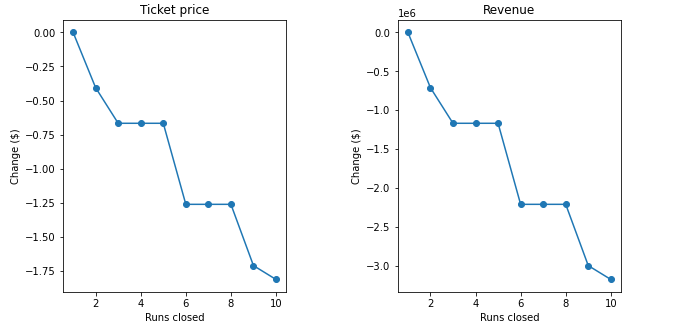 Ticket price
0.00
−0.25
−0.50
−0.75
−1.00
−1.25
−1.50
−1.75
Change ($)
2 4 6 8 10
Runs closed
Revenue
1e6
0.0
−0.5
−1.0
−1.5
−2.0
−2.5
−3.0
Change ($)
2 4 6 8 10
Runs closed